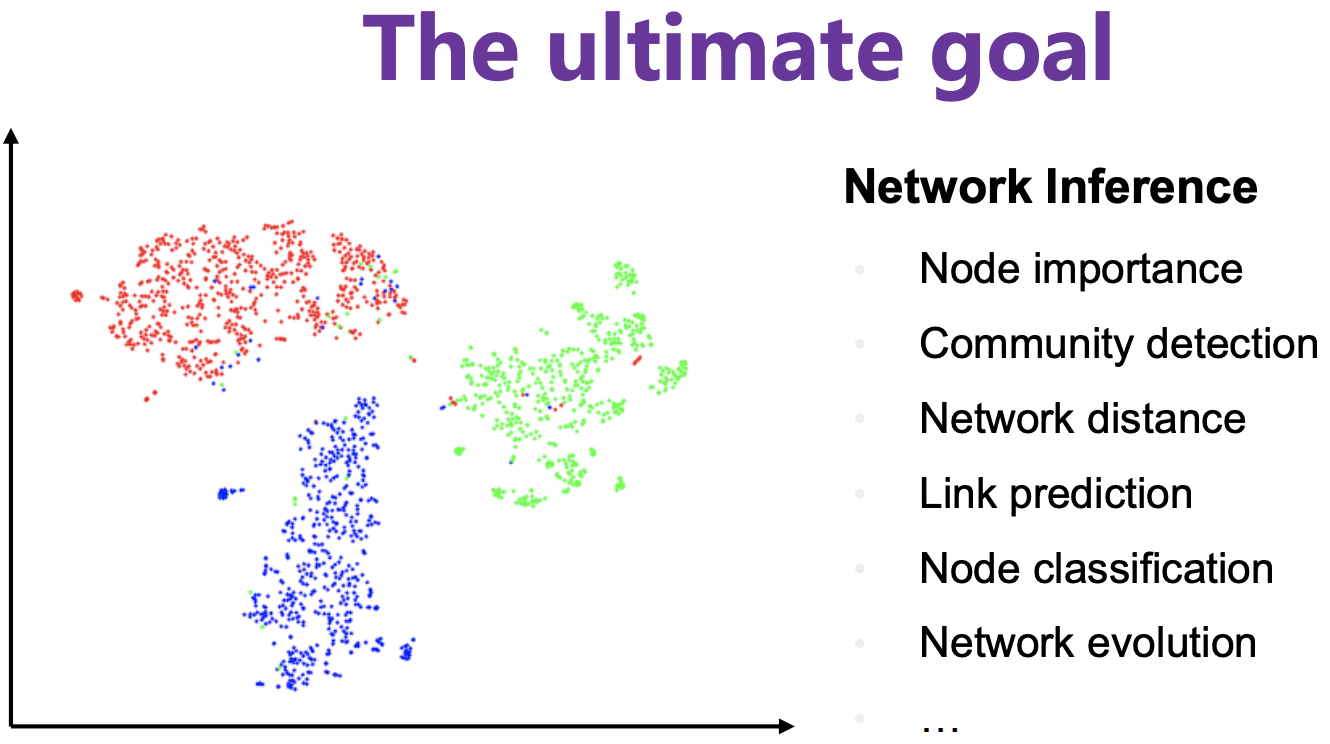 The ultimate goal
Network Inference
Node importance
Community detection
Network distance
Link prediction
Node classification
Network evolution
...